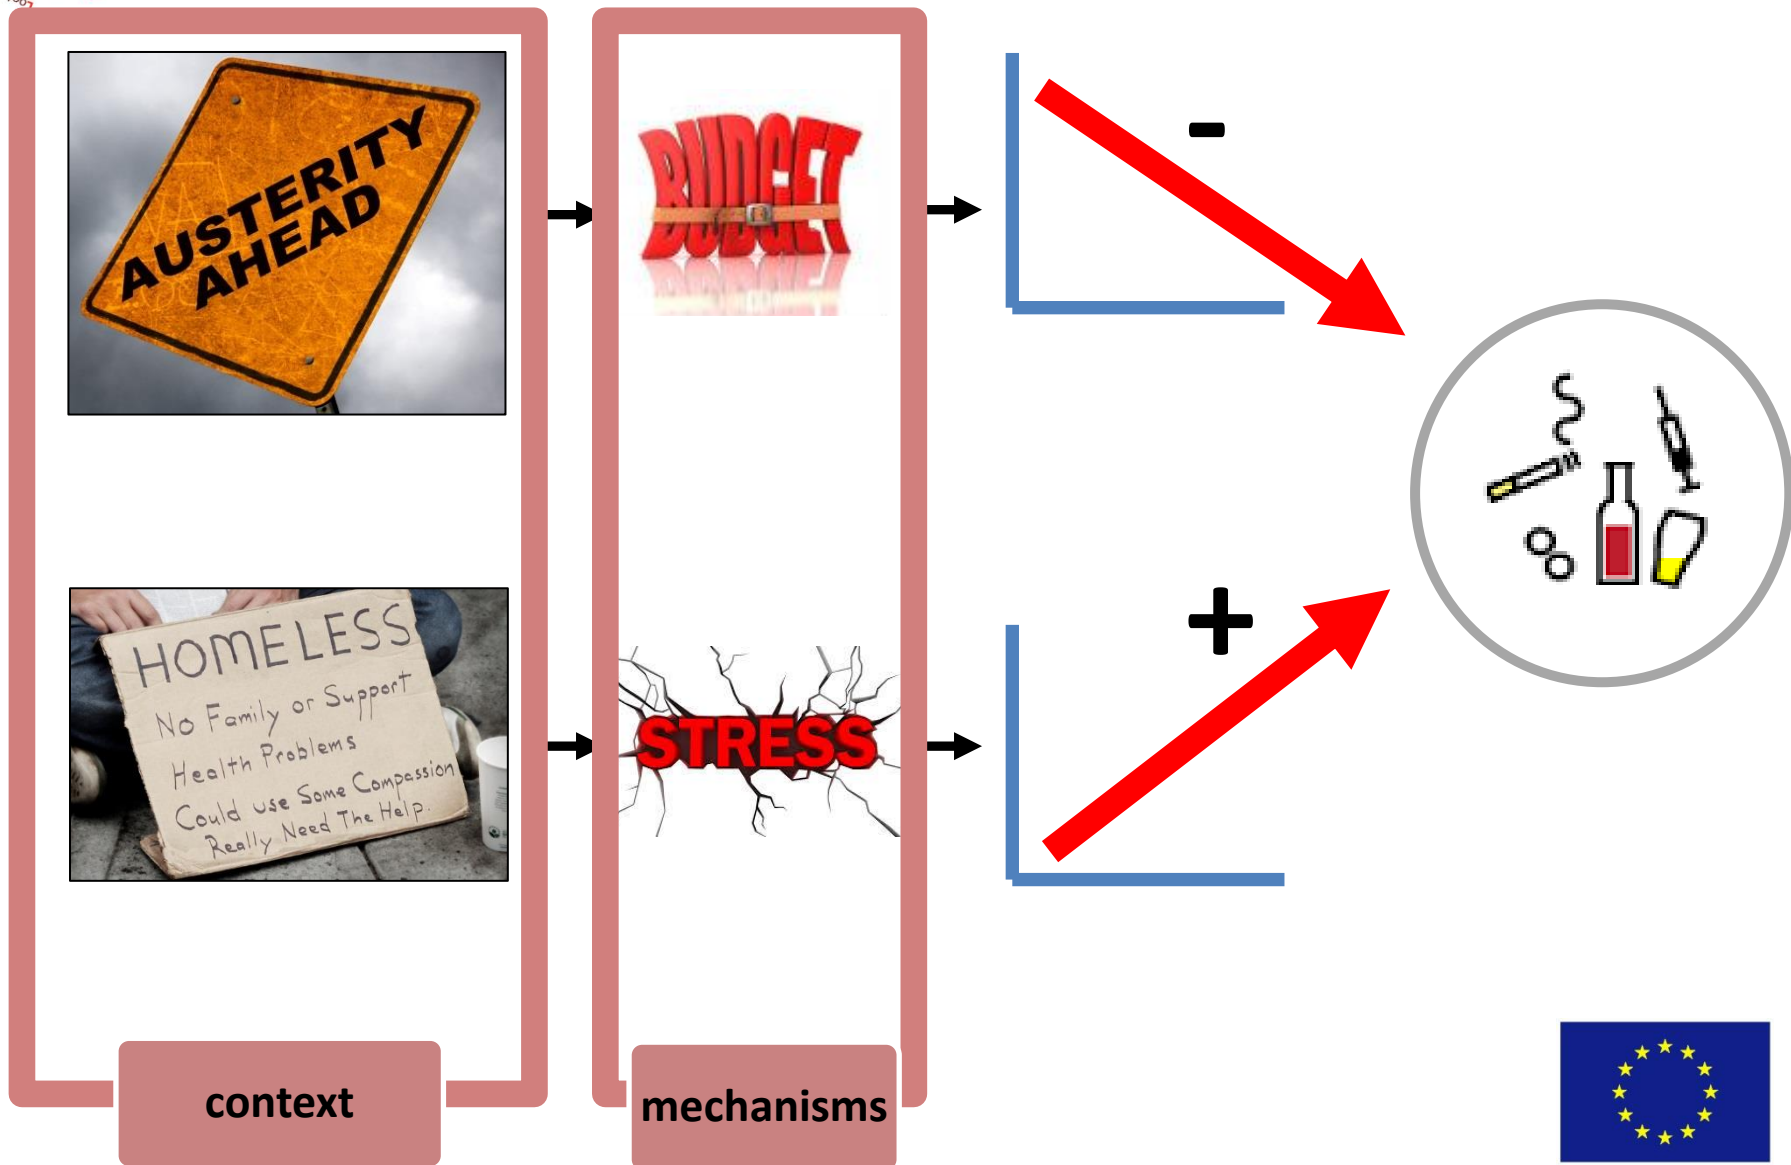 AUSTERITY
AHEAD
BUDGET
-
HOMELESS
No Family or Support
Health Problems
Could use Some Compassion
Really Need The Help.
STRESS
+
context
mechanisms